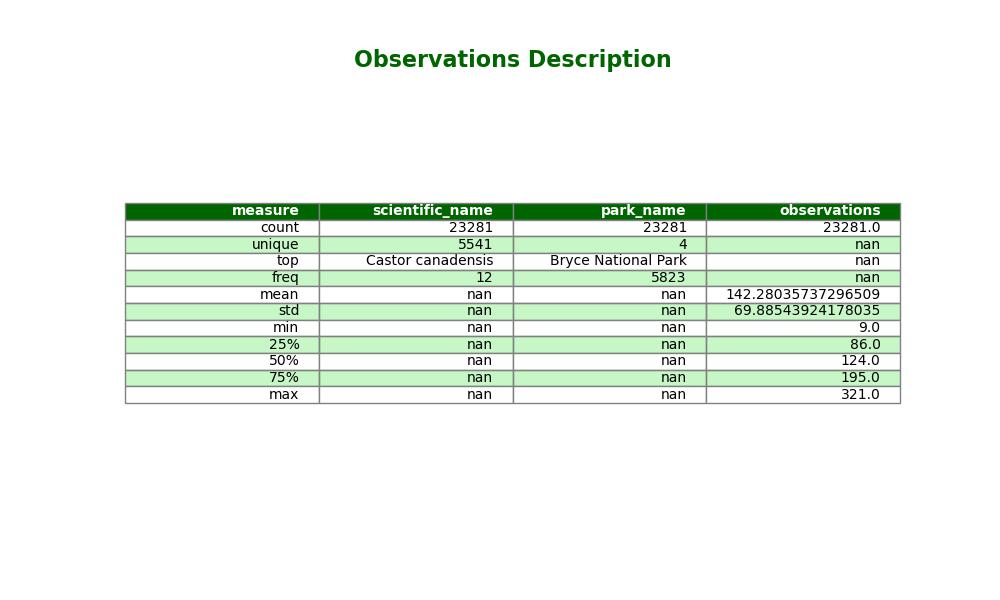 Observations Description
measure scientific_name park_name observations
count 23281 23281 23281.0
unique 5541 4 nan
top Castor canadensis Bryce National Park nan
freq 12 5823 nan
mean nan nan 142.28035737296509
std nan nan 69.88543924178035
min nan nan 9.0
25% nan nan 86.0
50% nan nan 124.0
75% nan nan 195.0
max nan nan 321.0